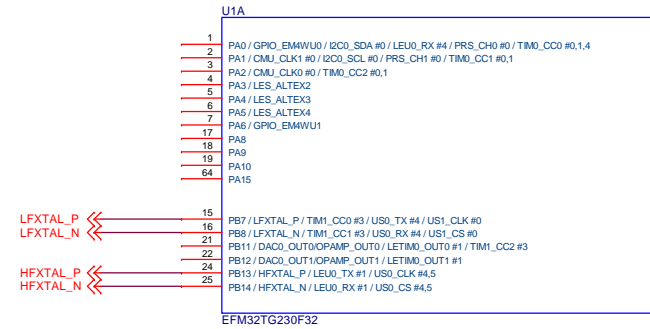 U1A
1 PA0 / GPIO_EM4WU0 / I2C0_SDA #0 / LEU0_RX #4 / PRS_CH0 #0 / TIM0_CC0 #0,1,4
2 PA1 / CMU_CLK1 #0 / I2C0_SCL #0 / PRS_CH1 #0 / TIM0_CC1 #0,1
3 PA2 / CMU_CLK0 #0 / TIM0_CC2 #0,1
4 PA3 / LES_ALTEX2
5 PA4 / LES_ALTEX3
6 PA5 / LES_ALTEX4
7 PA6 / GPIO_EM4WU1
17 PA8
18 PA9
19 PA10
64 PA15
LFXTAL_P 15 PB7 / LFXTAL_P / TIM1_CC0 #3 / US0_TX #4 / US1_CLK #0
LFXTAL_N 16 PB8 / LFXTAL_N / TIM1_CC1 #3 / US0_RX #4 / US1_CS #0
21 PB11 / DAC0_OUT0/OPAMP_OUT0 / LETIM0_OUT0 #1 / TIM1_CC2 #3
22 PB12 / DAC0_OUT1/OPAMP_OUT1 / LETIM0_OUT1 #1
HFXTAL_P 24 PB13 / HFXTAL_P / LEU0_TX #1 / US0_CLK #4,5
HFXTAL_N 25 PB14 / HFXTAL_N / LEU0_RX #1 / US0_CS #4,5
EFM32TG230F32